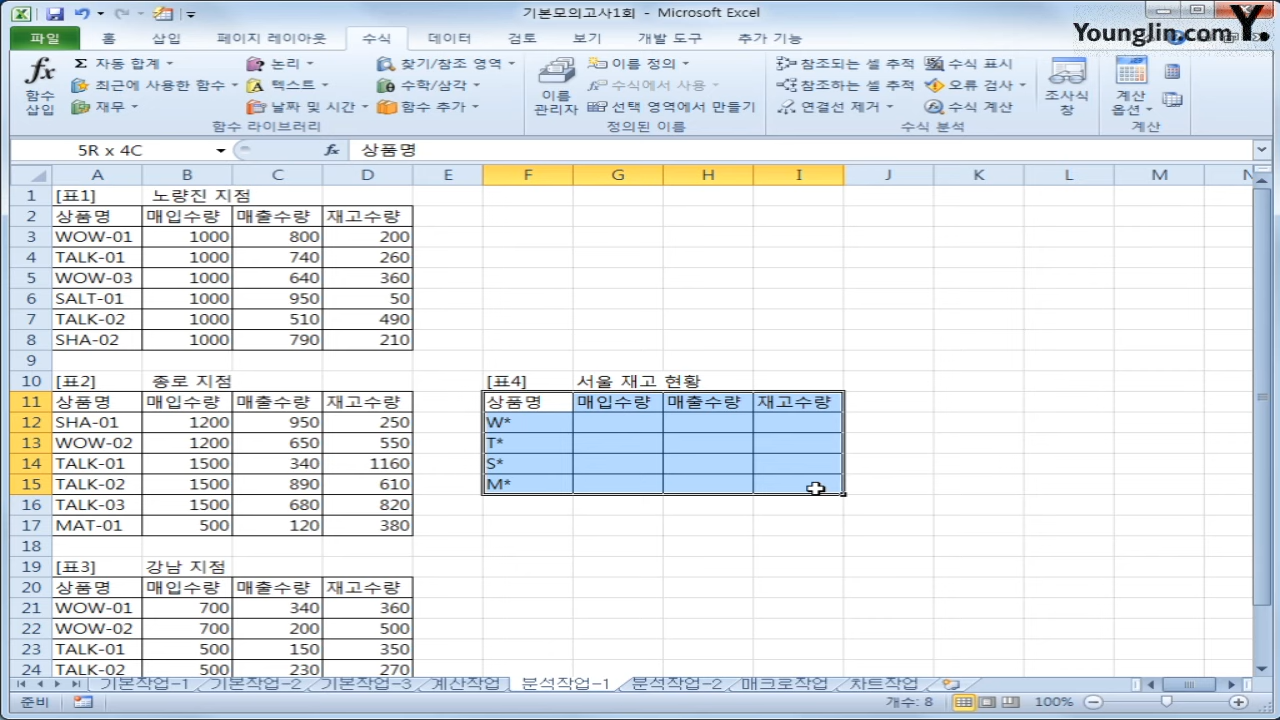 기본모의고사1회 - Microsoft Excel
YoungJin.com Y.
파일 홈 삽입 페이지 레이아웃 수식 데이터 검토 보기 개발 도구 추가 기능
fx 함수 삽입
Σ 자동 합계
최근에 사용한 함수
재무
논리
텍스트
날짜 및 시간
찾기/참조 영역
수학/삼각
함수 추가
함수 라이브러리
이름 관리자
이름 정의
수식에서 사용
선택 영역에서 만들기
정의된 이름
참조되는 셀 추적
참조하는 셀 추적
연결선 제거
수식 표시
오류 검사
수식 계산
수식 분석
조사식 창
계산 옵션
계산
5R x 4C fx 상품명
A B C D E F G H I J K L M N
1 [표1] 노량진 지점
2 상품명 매입수량 매출수량 재고수량
3 WOW-01 1000 800 200
4 TALK-01 1000 740 260
5 WOW-03 1000 640 360
6 SALT-01 1000 950 50
7 TALK-02 1000 510 490
8 SHA-02 1000 790 210
9
10 [표2] 종로 지점 [표4] 서울 재고 현황
11 상품명 매입수량 매출수량 재고수량 상품명 매입수량 매출수량 재고수량
12 SHA-01 1200 950 250 W*
13 WOW-02 1200 650 550 T*
14 TALK-01 1500 340 1160 S*
15 TALK-02 1500 890 610 M*
16 TALK-03 1500 680 820
17 MAT-01 500 120 380
18
19 [표3] 강남 지점
20 상품명 매입수량 매출수량 재고수량
21 WOW-01 700 340 360
22 WOW-02 700 200 500
23 TALK-01 500 150 350
24 TALK-02 500 230 270
기본작업-1 기본작업-2 기본작업-3 계산작업 분석작업-1 분석작업-2 매크로작업 차트작업
준비 개수: 8 100%